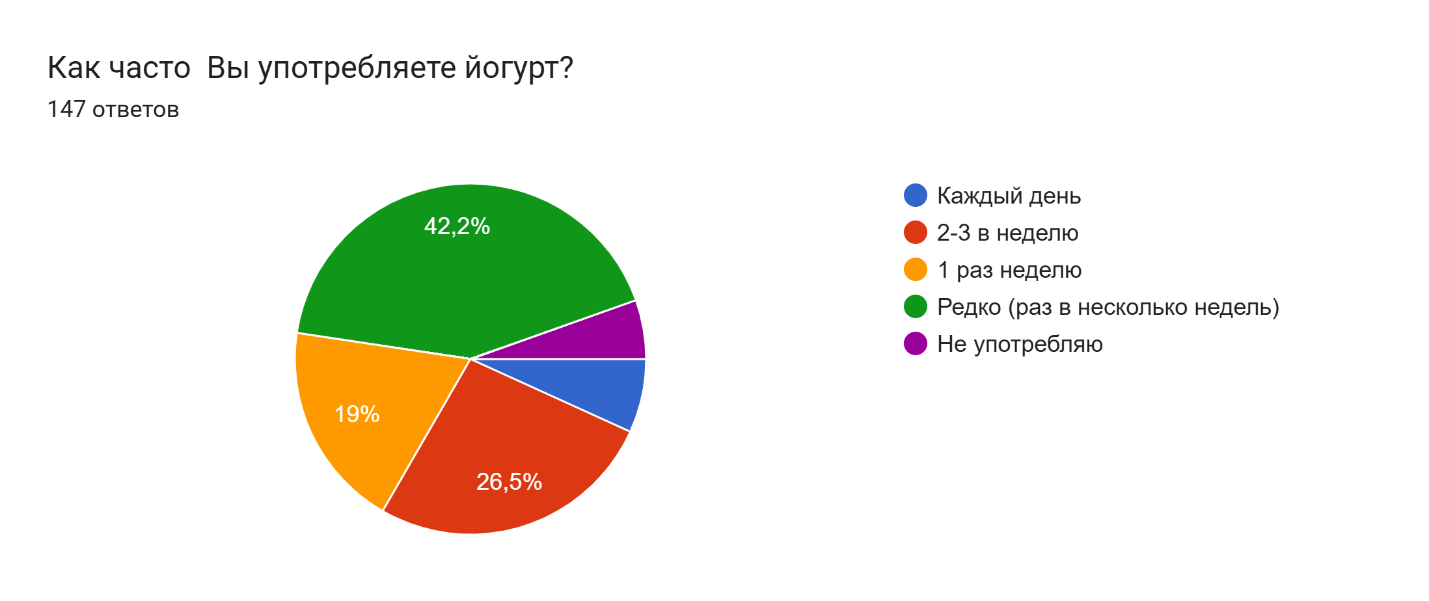 Как часто  Вы употребляете йогурт?
147 ответов
42,2%
19%
26,5%
Каждый день
2-3 в неделю
1 раз неделю
Редко (раз в несколько недель)
Не употребляю